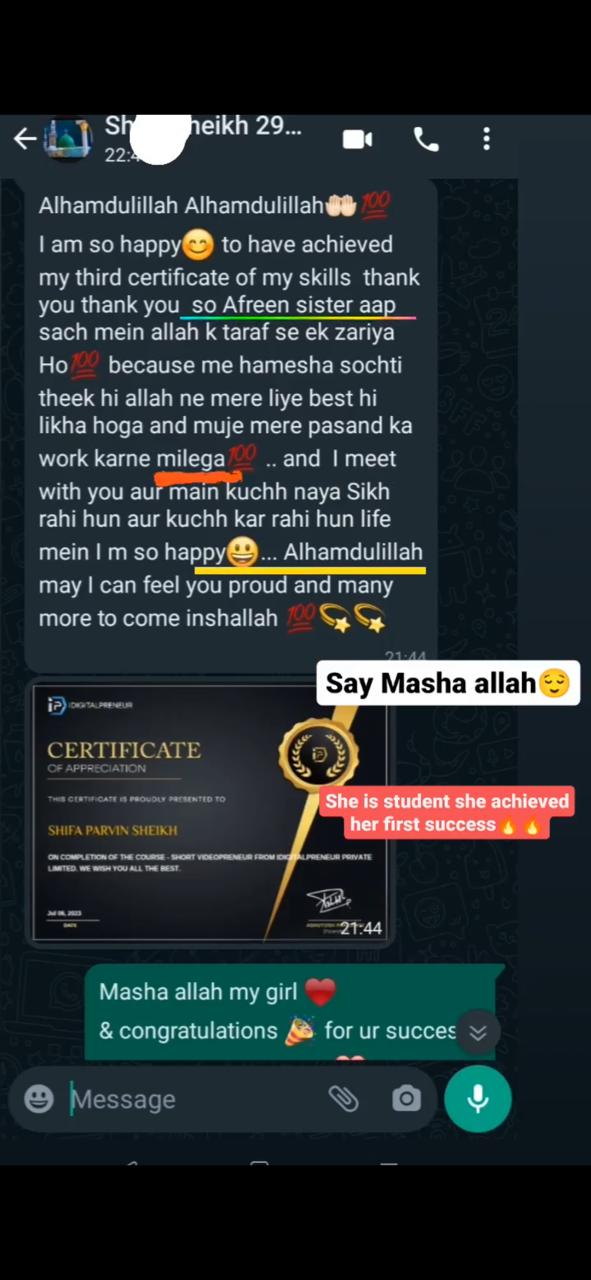 Sh neikh 29...
22:4
Alhamdulillah Alhamdulillah🤲🏻💯
I am so happy😊 to have achieved
my third certificate of my skills thank
you thank you so Afreen sister aap
sach mein allah k taraf se ek zariya
Ho💯 because me hamesha sochti
theek hi allah ne mere liye best hi
likha hoga and muje mere pasand ka
work karne milega💯 .. and I meet
with you aur main kuchh naya Sikh
rahi hun aur kuchh kar rahi hun life
mein I m so happy😃... Alhamdulillah
may I can feel you proud and many
more to come inshallah 💯💫💫
21:44
Say Masha allah😌
iP IDIGITALPRENEUR
CERTIFICATE
OF APPRECIATION
THIS CERTIFICATE IS PROUDLY PRESENTED TO
She is student she achieved
her first success🔥🔥
SHIFA PARVIN SHEIKH
ON COMPLETION OF THE COURSE - SHORT VIDEOPRENEUR FROM IDIGITALPRENEUR PRIVATE
LIMITED. WE WISH YOU ALL THE BEST.
Jul 06, 2023
DATE
21:44
Masha allah my girl ♥️
& congratulations 🎉 for ur succes
Message